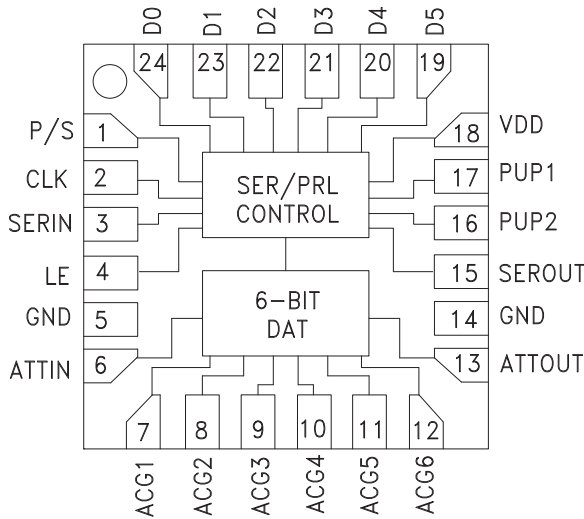 D0 D1 D2 D3 D4 D5
24 23 22 21 20 19
P/S 1 18 VDD
CLK 2 17 PUP1
SER/PRL
CONTROL
SERIN 3 16 PUP2
LE 4 15 SEROUT
GND 5 14 GND
6-BIT
DAT
ATTIN 6 13 ATTOUT
7 8 9 10 11 12
ACG1 ACG2 ACG3 ACG4 ACG5 ACG6